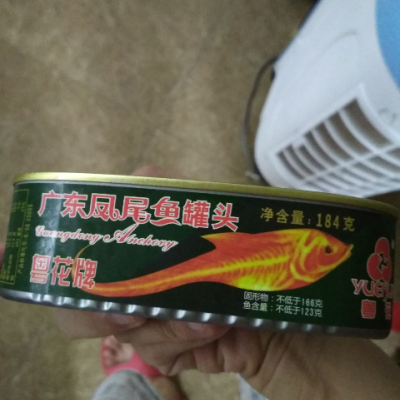 广东凤尾鱼罐头
净含量：184克
Guangdong Anchovy
粤花牌
固形物：不低于166克
鱼含量：不低于123克